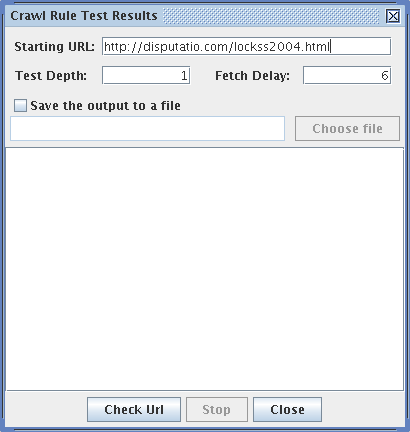 Crawl Rule Test Results
Starting URL: http://disputatio.com/lockss2004.html
Test Depth: 1 Fetch Delay: 6
Save the output to a file
Choose file
Check Url Stop Close